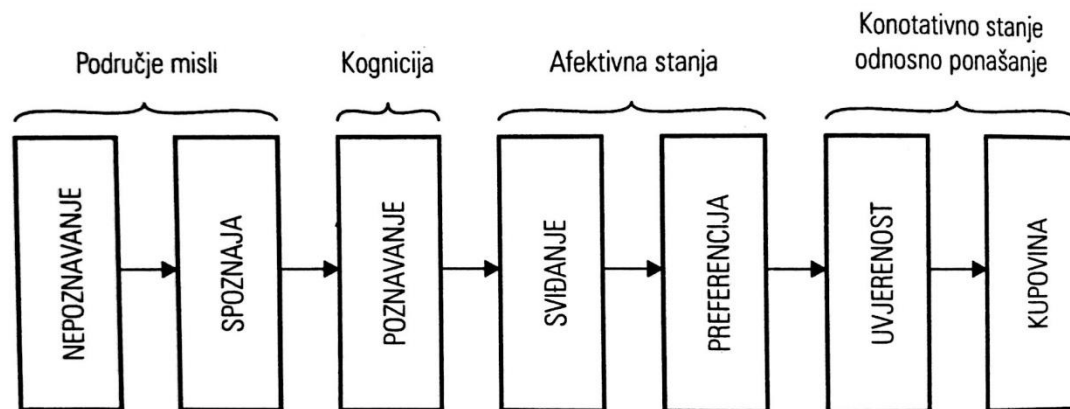 Područje misli
Kognicija
Afektivna stanja
Konotativno stanje
odnosno ponašanje
NEPOZNAVANJE
SPOZNAJA
POZNAVANJE
SVIĐANJE
PREFERENCIJA
UVJERENOST
KUPOVINA